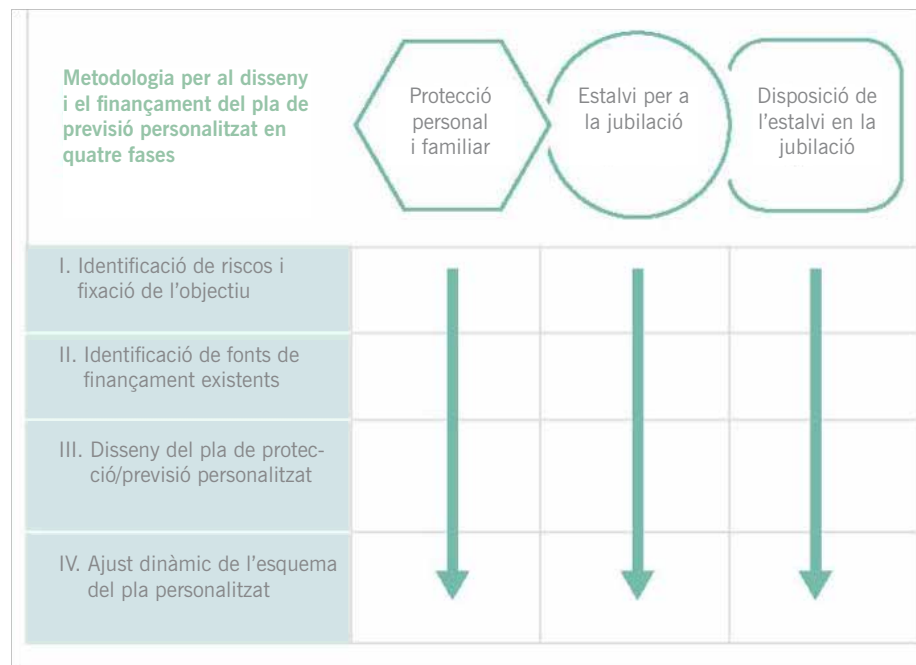 Metodologia per al disseny
i el finançament del pla de
previsió personalitzat en
quatre fases
Protecció
personal
i familiar
Estalvi per a
la jubilació
Disposició de
l'estalvi en la
jubilació
I. Identificació de riscos i
fixació de l'objectiu
II. Identificació de fonts de
finançament existents
III. Disseny del pla de protec-
ció/previsió personalitzat
IV. Ajust dinàmic de l'esquema
del pla personalitzat